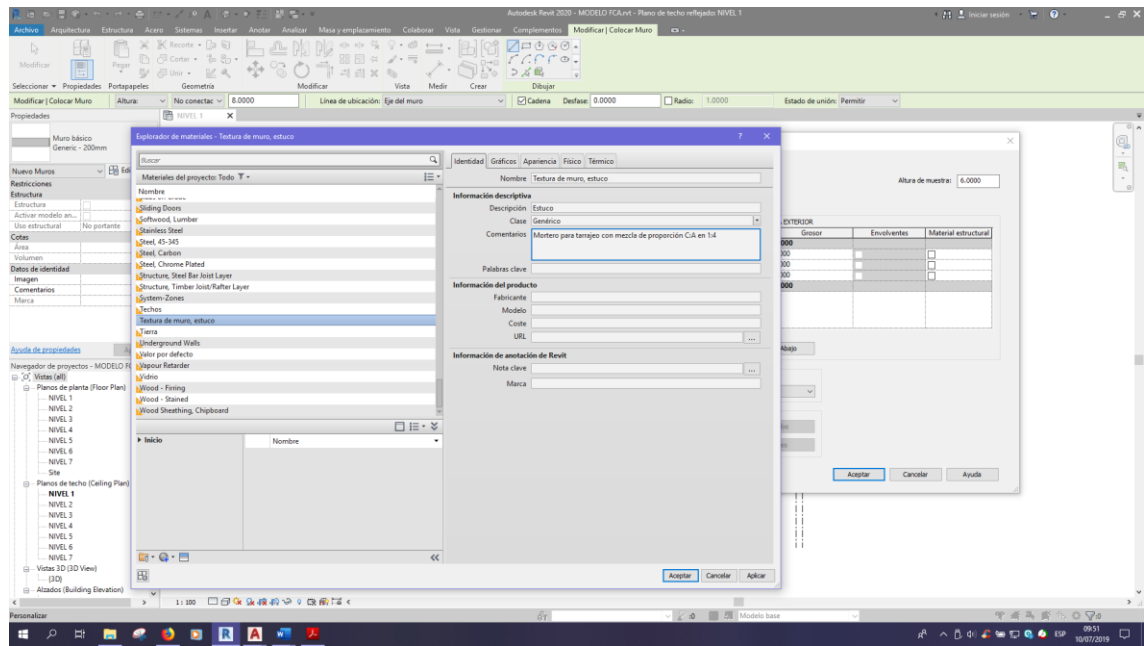 Autodesk Revit 2020 - MODELO FCA.rvt - Plano de techo reflejado: NIVEL 1
Iniciar sesión
Archivo Arquitectura Estructura Acero Sistemas Insertar Anotar Analizar Masa y emplazamiento Colaborar Vista Gestionar Complementos Modificar | Colocar Muro
Modificar
Pegar
Recorte
Cortar
Unir
Seleccionar Propiedades Portapapeles Geometría Modificar Vista Medir Crear Dibujar
Modificar | Colocar Muro Altura: No conectac 8.0000 Línea de ubicación: Eje del muro Cadena Desfase: 0.0000 Radio: 1.0000 Estado de unión: Permitir
Propiedades
NIVEL 1 X
Muro básico
Generic - 200mm
Nuevo Muros
Restricciones
Estructura
Estructura
Activar modelo an...
Uso estructural No portante
Cotas
Área
Volumen
Datos de identidad
Imagen
Comentarios
Marca
Ayuda de propiedades
Navegador de proyectos - MODELO F
Vistas (all)
Planos de planta (Floor Plan)
NIVEL 1
NIVEL 2
NIVEL 3
NIVEL 4
NIVEL 5
NIVEL 6
NIVEL 7
Site
Planos de techo (Ceiling Plan)
NIVEL 1
NIVEL 2
NIVEL 3
NIVEL 4
NIVEL 5
NIVEL 6
NIVEL 7
Vistas 3D (3D View)
{3D}
Alzados (Building Elevation)
Explorador de materiales - Textura de muro, estuco ? X
Buscar
Materiales del proyecto: Todo
Nombre
Sliding Doors
Softwood, Lumber
Stainless Steel
Steel, 45-345
Steel, Carbon
Steel, Chrome Plated
Structure, Steel Bar Joist Layer
Structure, Timber Joist/Rafter Layer
System-Zones
Techos
Textura de muro, estuco
Tierra
Underground Walls
Valor por defecto
Vapour Retarder
Vidrio
Wood - Firring
Wood - Stained
Wood Sheathing, Chipboard
Inicio Nombre
Identidad Gráficos Apariencia Físico Térmico
Nombre Textura de muro, estuco
Información descriptiva
Descripción Estuco
Clase Genérico
Comentarios Mortero para tarrajeo con mezcla de proporción C:A en 1:4
Palabras clave
Información del producto
Fabricante
Modelo
Coste
URL ...
Información de anotación de Revit
Nota clave ...
Marca
Aceptar Cancelar Aplicar
Altura de muestra: 6.0000
EXTERIOR
Grosor Envolventes Material estructural
Abajo
Aceptar Cancelar Ayuda
1 : 100
Personalizar
Modelo base
ESP
09:51
10/07/2019